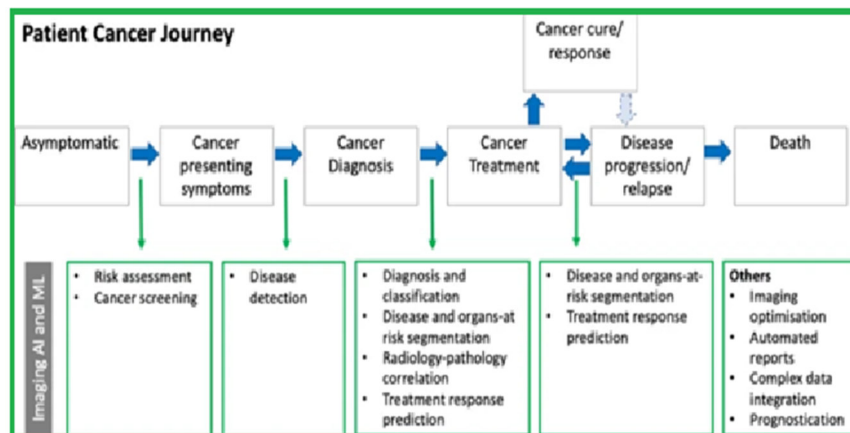 Patient Cancer Journey
Cancer cure/
response
Asymptomatic
Cancer
presenting
symptoms
Cancer
Diagnosis
Cancer
Treatment
Disease
progression/
relapse
Death
Imaging AI and ML
• Risk assessment
• Cancer screening
• Disease
detection
• Diagnosis and
classification
• Disease and organs-at
risk segmentation
• Radiology-pathology
correlation
• Treatment response
prediction
• Disease and organs-at-
risk segmentation
• Treatment response
prediction
Others
• Imaging
optimisation
• Automated
reports
• Complex data
integration
• Prognostication